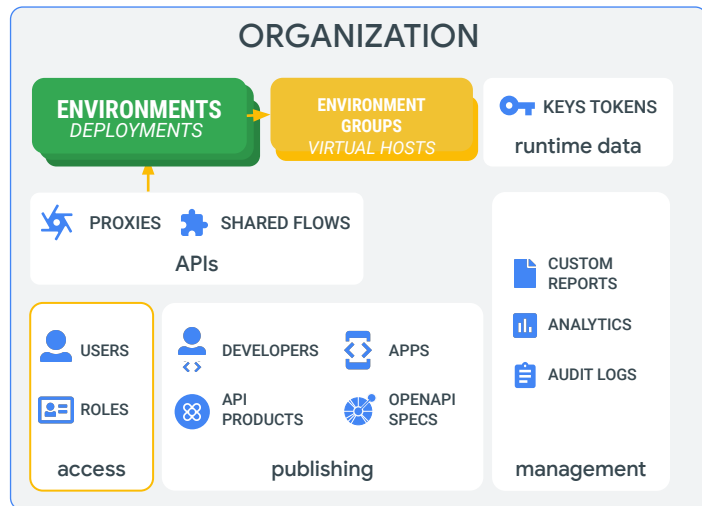 ORGANIZATION
ENVIRONMENTS
DEPLOYMENTS
ENVIRONMENT
GROUPS
VIRTUAL HOSTS
KEYS TOKENS
runtime data
PROXIES
SHARED FLOWS
APIs
USERS
ROLES
access
DEVELOPERS
APPS
API
PRODUCTS
OPENAPI
SPECS
publishing
CUSTOM
REPORTS
ANALYTICS
AUDIT LOGS
management